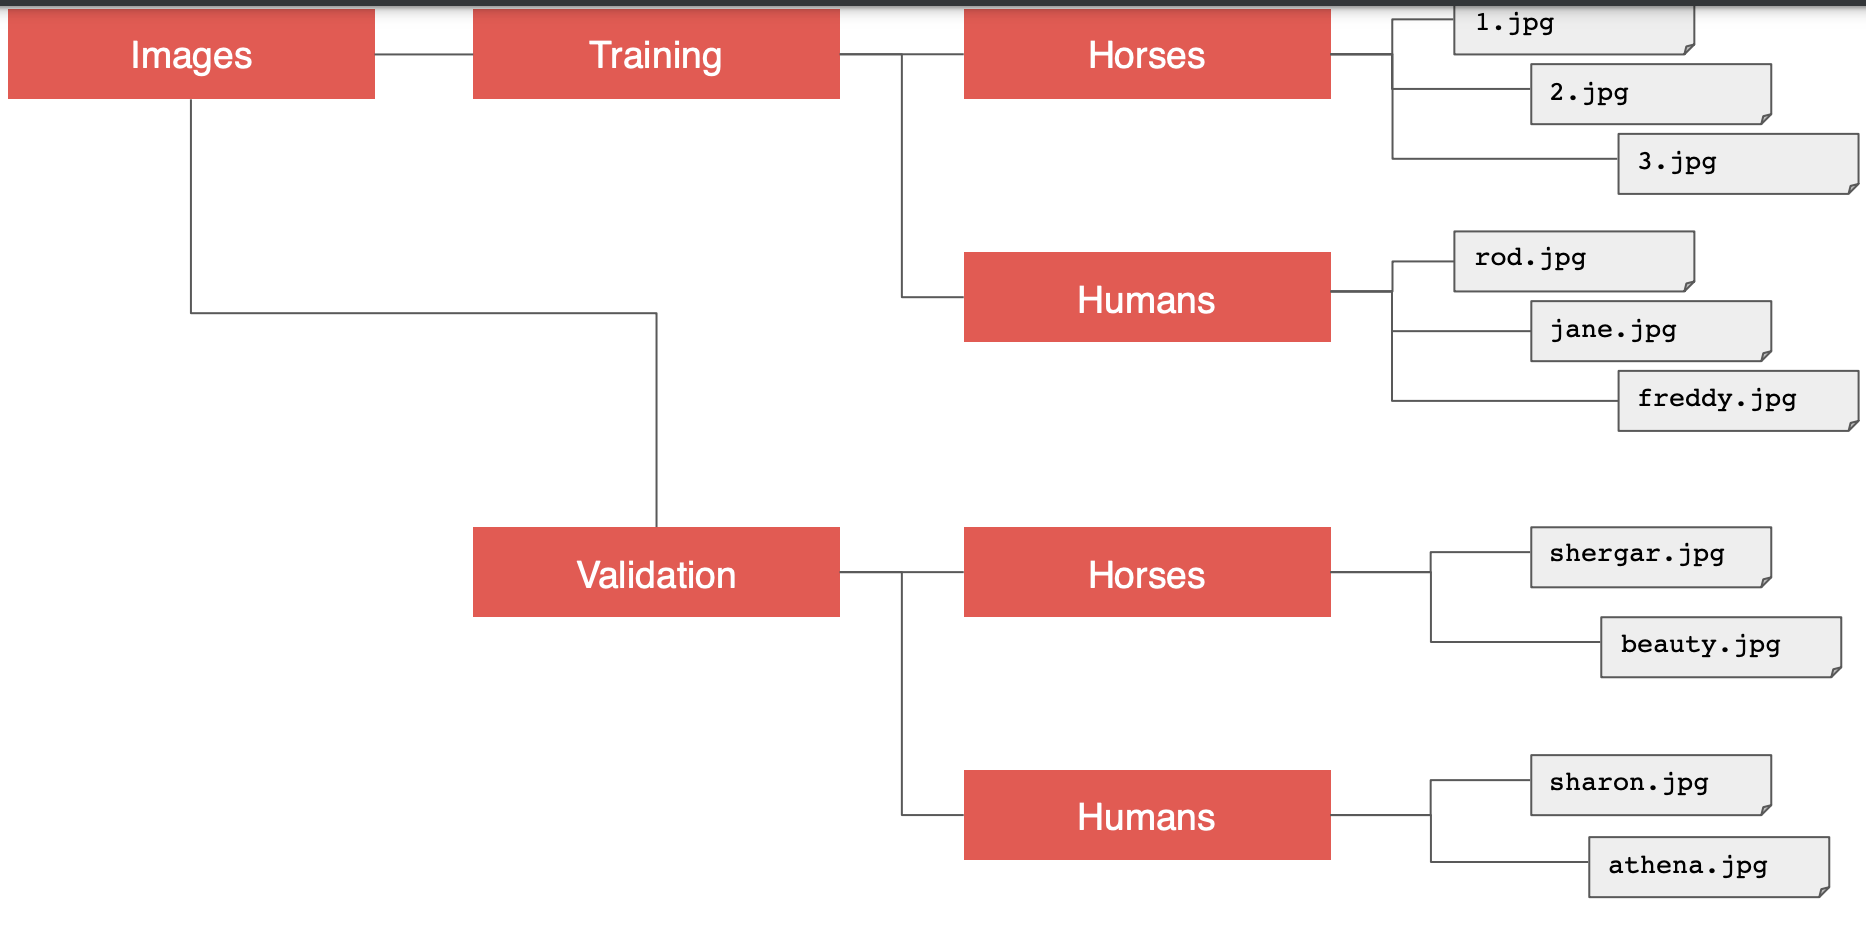 Images
Training
Horses
1.jpg
2.jpg
3.jpg
Humans
rod.jpg
jane.jpg
freddy.jpg
Validation
Horses
shergar.jpg
beauty.jpg
Humans
sharon.jpg
athena.jpg